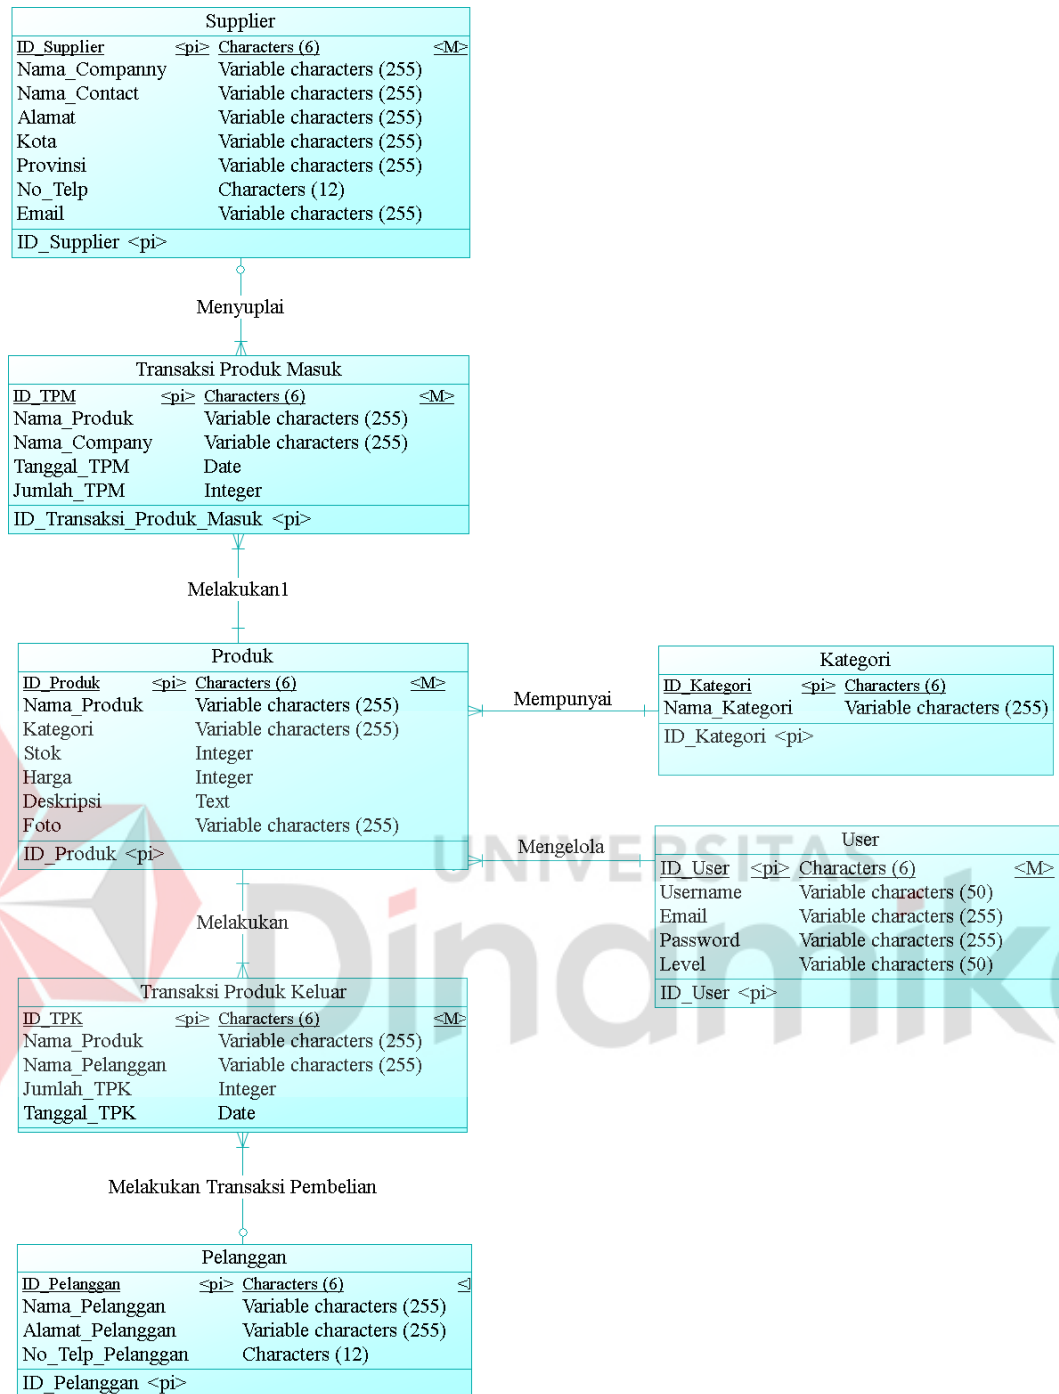 Supplier
ID_Supplier <pi> Characters (6) <M>
Nama_Companny Variable characters (255)
Nama_Contact Variable characters (255)
Alamat Variable characters (255)
Kota Variable characters (255)
Provinsi Variable characters (255)
No_Telp Characters (12)
Email Variable characters (255)
ID_Supplier <pi>
Menyuplai
Transaksi Produk Masuk
ID_TPM <pi> Characters (6) <M>
Nama_Produk Variable characters (255)
Nama_Company Variable characters (255)
Tanggal_TPM Date
Jumlah_TPM Integer
ID_Transaksi_Produk_Masuk <pi>
Melakukan1
Produk
ID_Produk <pi> Characters (6) <M>
Nama_Produk Variable characters (255)
Kategori Variable characters (255)
Stok Integer
Harga Integer
Deskripsi Text
Foto Variable characters (255)
ID_Produk <pi>
Mempunyai
Kategori
ID_Kategori <pi> Characters (6)
Nama_Kategori Variable characters (255)
ID_Kategori <pi>
Mengelola
User
ID_User <pi> Characters (6) <M>
Username Variable characters (50)
Email Variable characters (255)
Password Variable characters (255)
Level Variable characters (50)
ID_User <pi>
UNIVERSITAS
Dinamik
Melakukan
Transaksi Produk Keluar
ID_TPK <pi> Characters (6) <M>
Nama_Produk Variable characters (255)
Nama_Pelanggan Variable characters (255)
Jumlah_TPK Integer
Tanggal_TPK Date
Melakukan Transaksi Pembelian
Pelanggan
ID_Pelanggan <pi> Characters (6) <
Nama_Pelanggan Variable characters (255)
Alamat_Pelanggan Variable characters (255)
No_Telp_Pelanggan Characters (12)
ID_Pelanggan <pi>